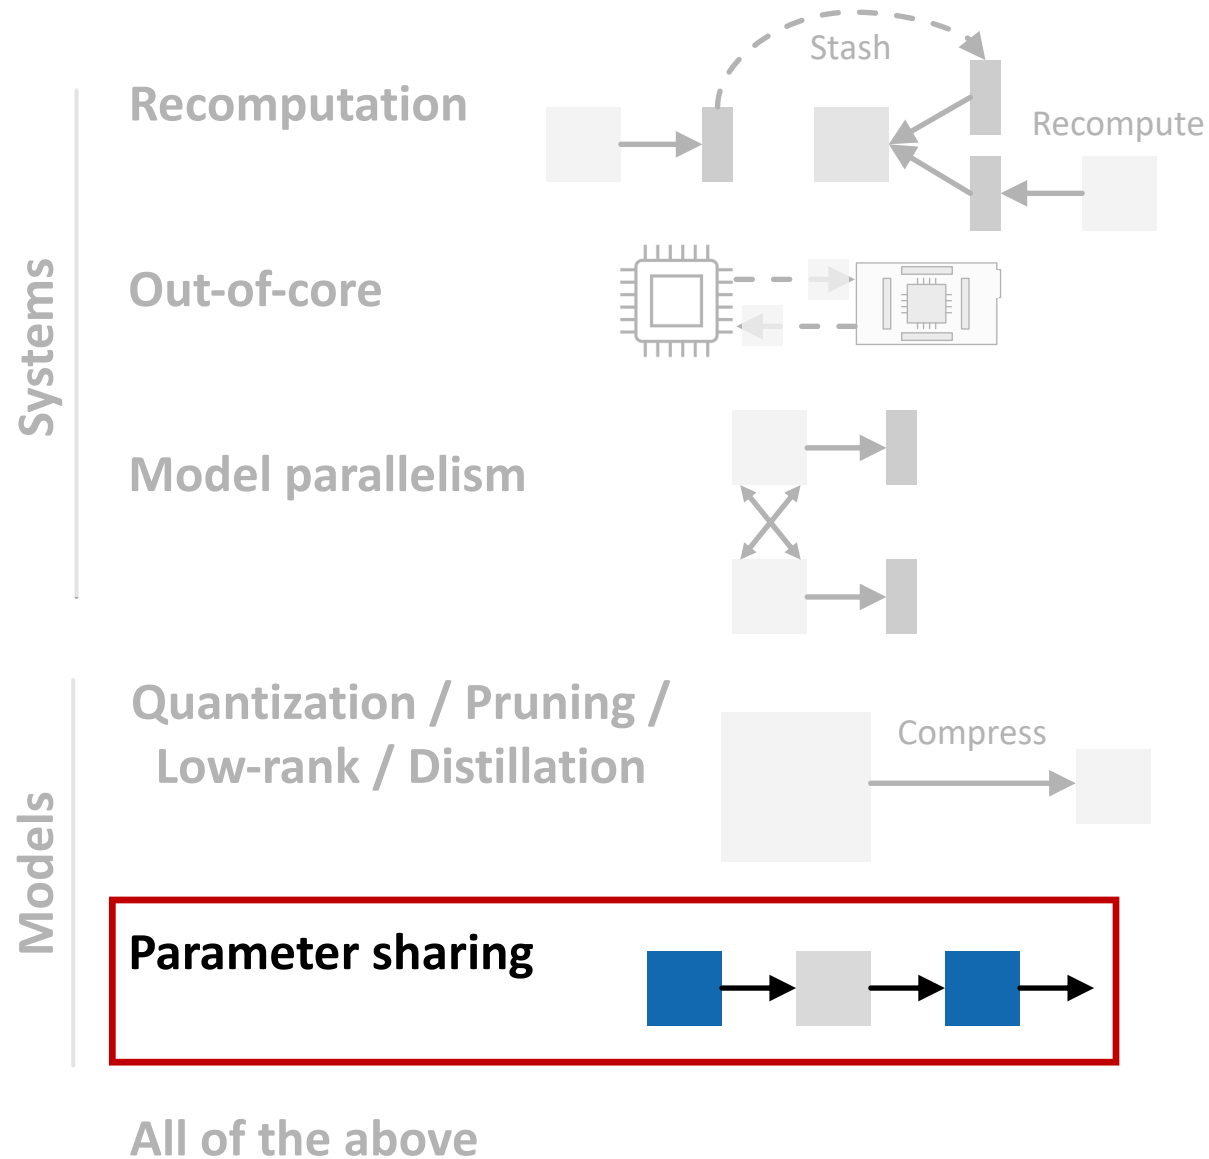 Stash
Recomputation
Recompute
Systems
Out-of-core
Model parallelism
Quantization / Pruning /
Low-rank / Distillation
Compress
Models
Parameter sharing
All of the above